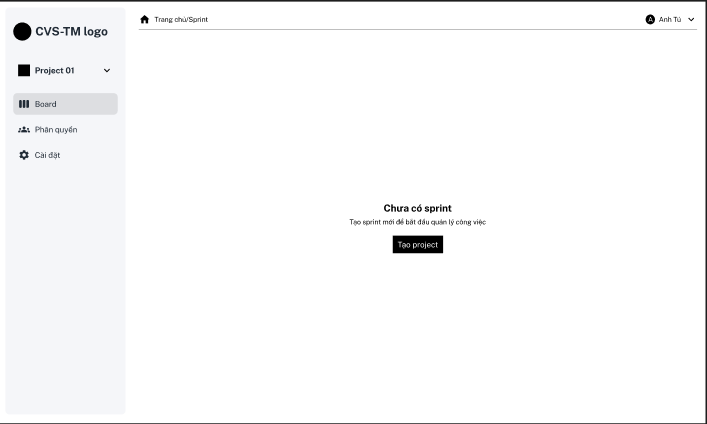 CVS-TM logo
Project 01
Board
Phân quyền
Cài đặt
Trang chủ/Sprint
A Anh Tú
Chưa có sprint
Tạo sprint mới để bắt đầu quản lý công việc
Tạo project